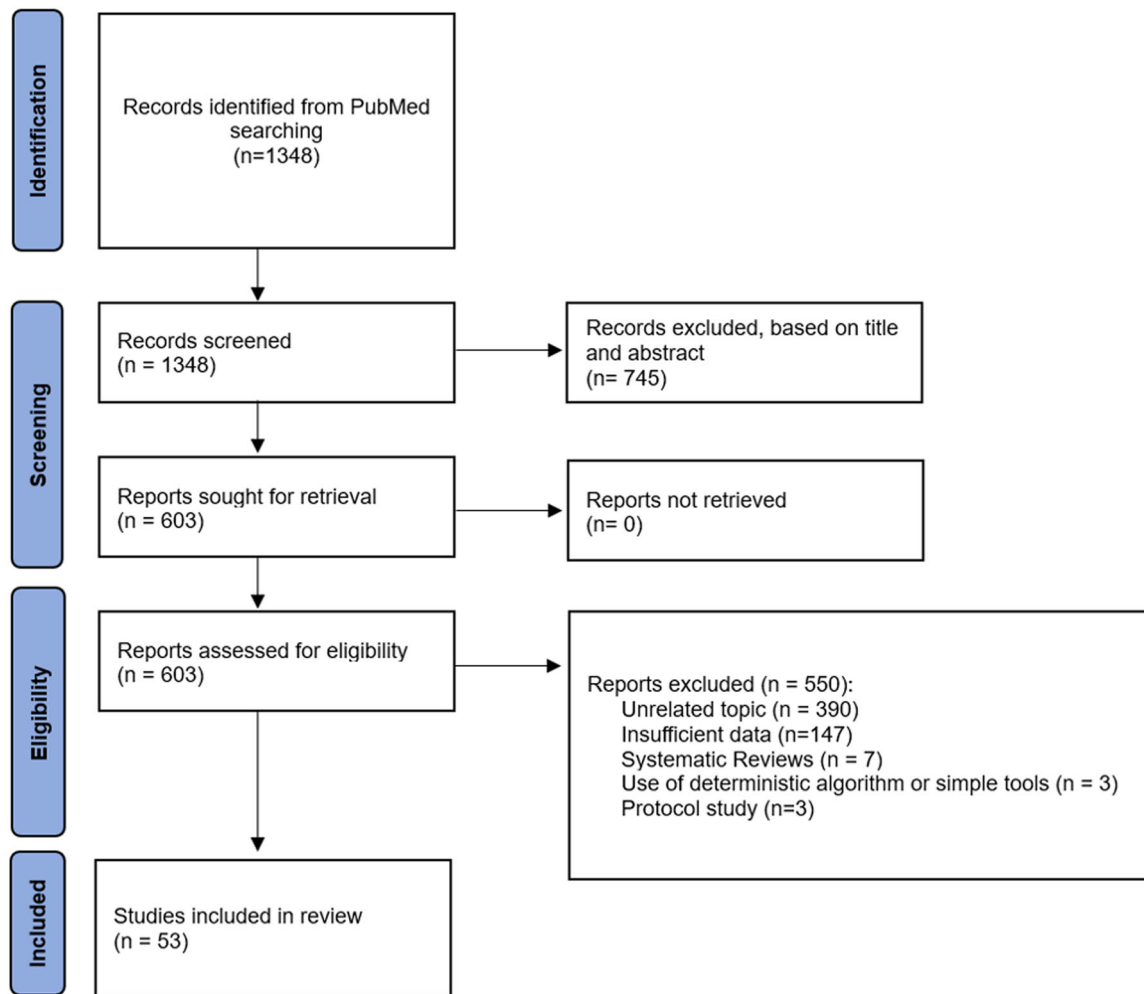 Identification
Records identified from PubMed
searching
(n=1348)
Screening
Records screened
(n = 1348)
Records excluded, based on title
and abstract
(n= 745)
Reports sought for retrieval
(n = 603)
Reports not retrieved
(n= 0)
Eligibility
Reports assessed for eligibility
(n = 603)
Reports excluded (n = 550):
Unrelated topic (n = 390)
Insufficient data (n=147)
Systematic Reviews (n = 7)
Use of deterministic algorithm or simple tools (n = 3)
Protocol study (n=3)
Included
Studies included in review
(n = 53)